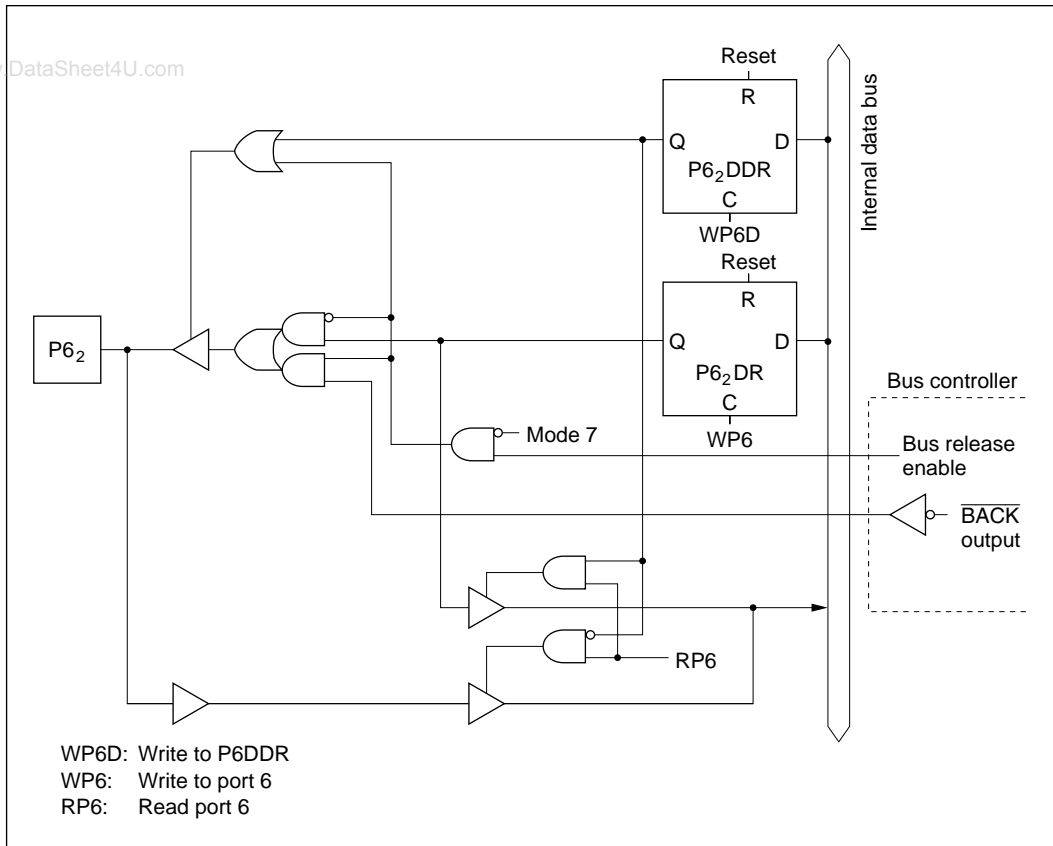 .DataSheet4U.com
Reset
R
Q
D
P6₂DDR
C
WP6D
Internal data bus
Reset
R
P6₂
Q
D
P6₂DR
C
WP6
Bus controller
Mode 7
Bus release
enable
BACK
output
RP6
WP6D: Write to P6DDR
WP6: Write to port 6
RP6: Read port 6